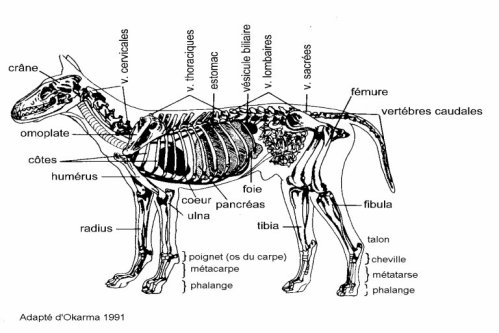 v. cervicales
v. thoraciques
estomac
vésicule biliaire
v. lombaires
v. sacrées
crâne
fémure
vertébres caudales
omoplate
côtes
humérus
radius
coeur
ulna
pancréas
foie
tibia
fibula
talon
poignet (os du carpe)
cheville
métacarpe
métatarse
phalange
phalange
Adapté d'Okarma 1991